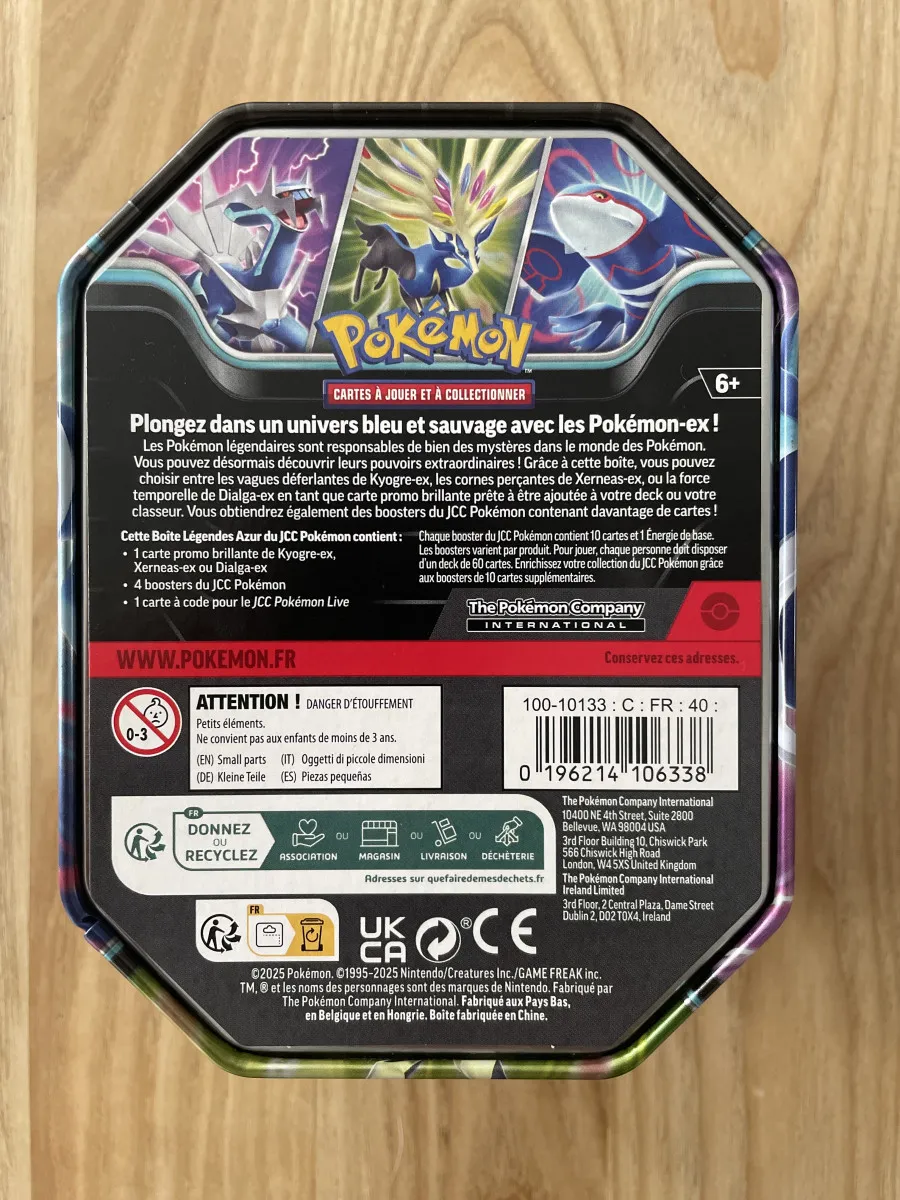 POKéMON
™
CARTES À JOUER ET À COLLECTIONNER
6+
Plongez dans un univers bleu et sauvage avec les Pokémon-ex !
Les Pokémon légendaires sont responsables de bien des mystères dans le monde des Pokémon.
Vous pouvez désormais découvrir leurs pouvoirs extraordinaires ! Grâce à cette boîte, vous pouvez
choisir entre les vagues déferlantes de Kyogre-ex, les cornes perçantes de Xerneas-ex, ou la force
temporelle de Dialga-ex en tant que carte promo brillante prête à être ajoutée à votre deck ou votre
classeur. Vous obtiendrez également des boosters du JCC Pokémon contenant davantage de cartes !
Cette Boîte Légendes Azur du JCC Pokémon contient :
• 1 carte promo brillante de Kyogre-ex,
Xerneas-ex ou Dialga-ex
• 4 boosters du JCC Pokémon
• 1 carte à code pour le JCC Pokémon Live
Chaque booster du JCC Pokémon contient 10 cartes et 1 Énergie de base.
Les boosters varient par produit. Pour jouer, chaque personne doit disposer
d'un deck de 60 cartes. Enrichissez votre collection du JCC Pokémon grâce
aux boosters de 10 cartes supplémentaires.
The Pokémon Company
INTERNATIONAL
WWW.POKEMON.FR
Conservez ces adresses.
0-3
ATTENTION ! DANGER D'ÉTOUFFEMENT
Petits éléments.
Ne convient pas aux enfants de moins de 3 ans.
(EN) Small parts (IT) Oggetti di piccole dimensioni
(DE) Kleine Teile (ES) Piezas pequeñas
100-10133 : C : FR : 40 :
0 196214 106338
FR
DONNEZ
OU
RECYCLEZ
ASSOCIATION
OU
MAGASIN
OU
LIVRAISON
OU
DÉCHÈTERIE
Adresses sur quefairedemesdechets.fr
The Pokémon Company International
10400 NE 4th Street, Suite 2800
Bellevue, WA 98004 USA
3rd Floor Building 10, Chiswick Park
566 Chiswick High Road
London, W4 5XS United Kingdom
The Pokémon Company International
Ireland Limited
3rd Floor, 2 Central Plaza, Dame Street
Dublin 2, D02 T0X4, Ireland
FR
UK
CA
®
CE
©2025 Pokémon. ©1995-2025 Nintendo/Creatures Inc./GAME FREAK inc.
TM, ® et les noms des personnages sont des marques de Nintendo. Fabriqué par
The Pokémon Company International. Fabriqué aux Pays Bas,
en Belgique et en Hongrie. Boîte fabriquée en Chine.